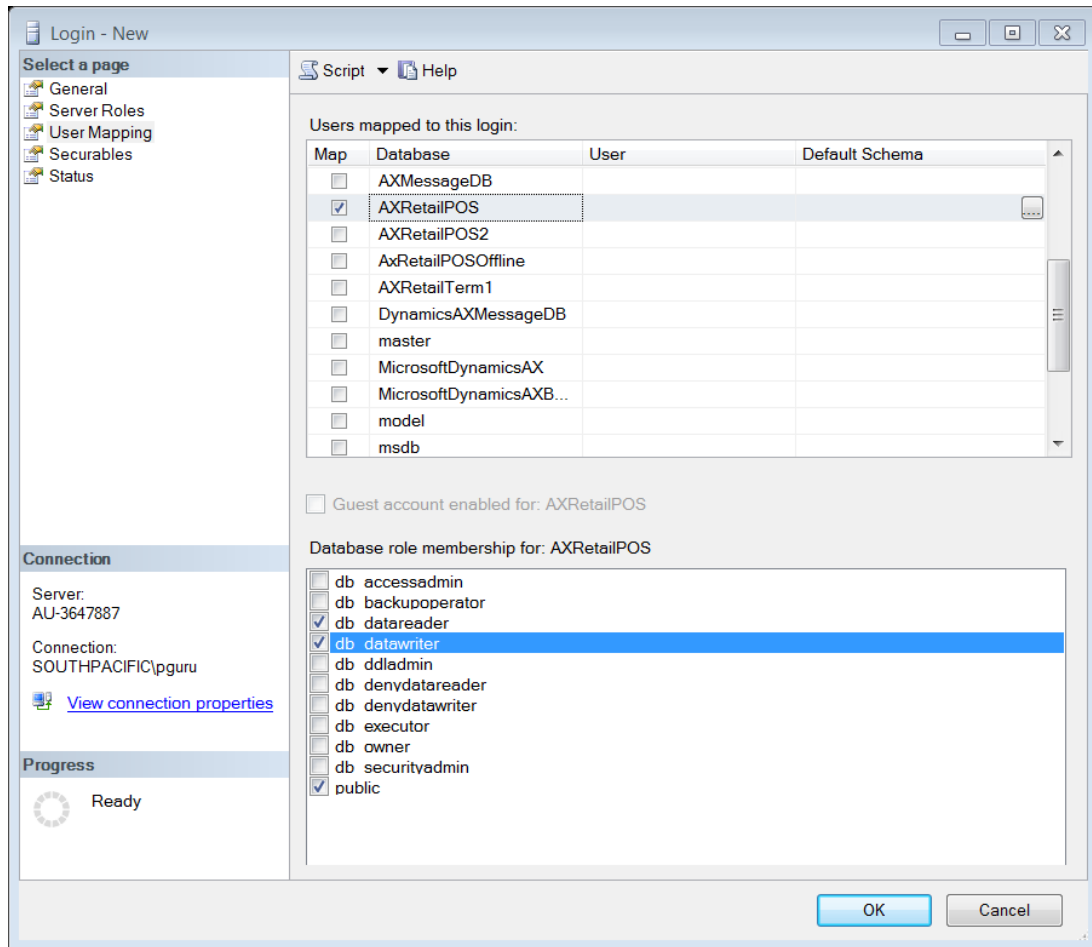 Login - New
Select a page
General
Server Roles
User Mapping
Securables
Status
Script Help
Users mapped to this login:
Map Database User Default Schema
AXMessageDB
AXRetailPOS ....
AXRetailPOS2
AxRetailPOSOffline
AXRetailTerm1
DynamicsAXMessageDB
master
MicrosoftDynamicsAX
MicrosoftDynamicsAXB...
model
msdb
Guest account enabled for: AXRetailPOS
Database role membership for: AXRetailPOS
db_accessadmin
db_backupoperator
db_datareader
db_datawriter
db_ddladmin
db_denydatareader
db_denydatawriter
db_executor
db_owner
db_securityadmin
public
Connection
Server:
AU-3647887
Connection:
SOUTHPACIFIC\pguru
View connection properties
Progress
Ready
OK Cancel